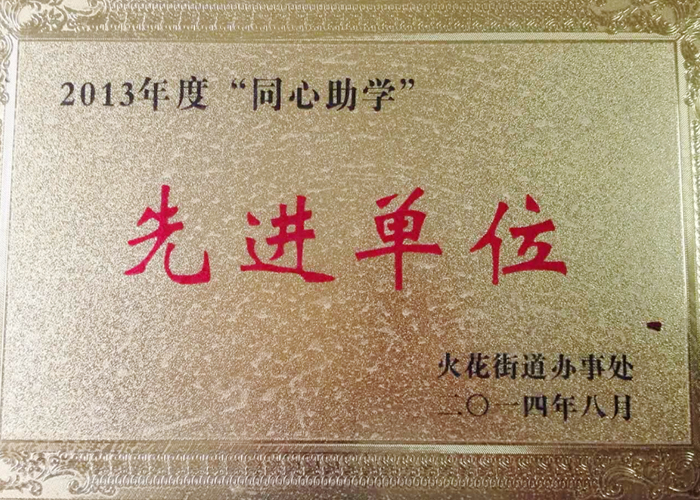 2013年度“同心助学”
先进单位
火花街道办事处
二〇一四年八月